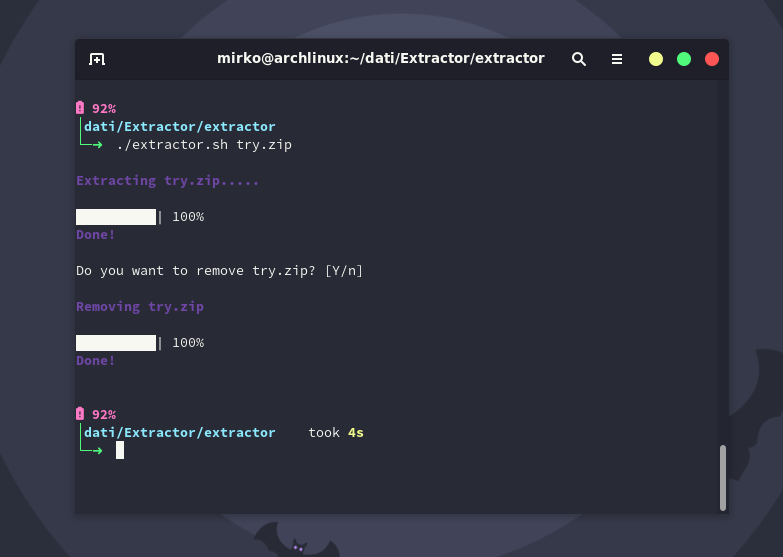 mirko@archlinux:~/dati/Extractor/extractor
92%
dati/Extractor/extractor
./extractor.sh try.zip
Extracting try.zip.....
| 100%
Done!
Do you want to remove try.zip? [Y/n]
Removing try.zip
| 100%
Done!
92%
dati/Extractor/extractor took 4s